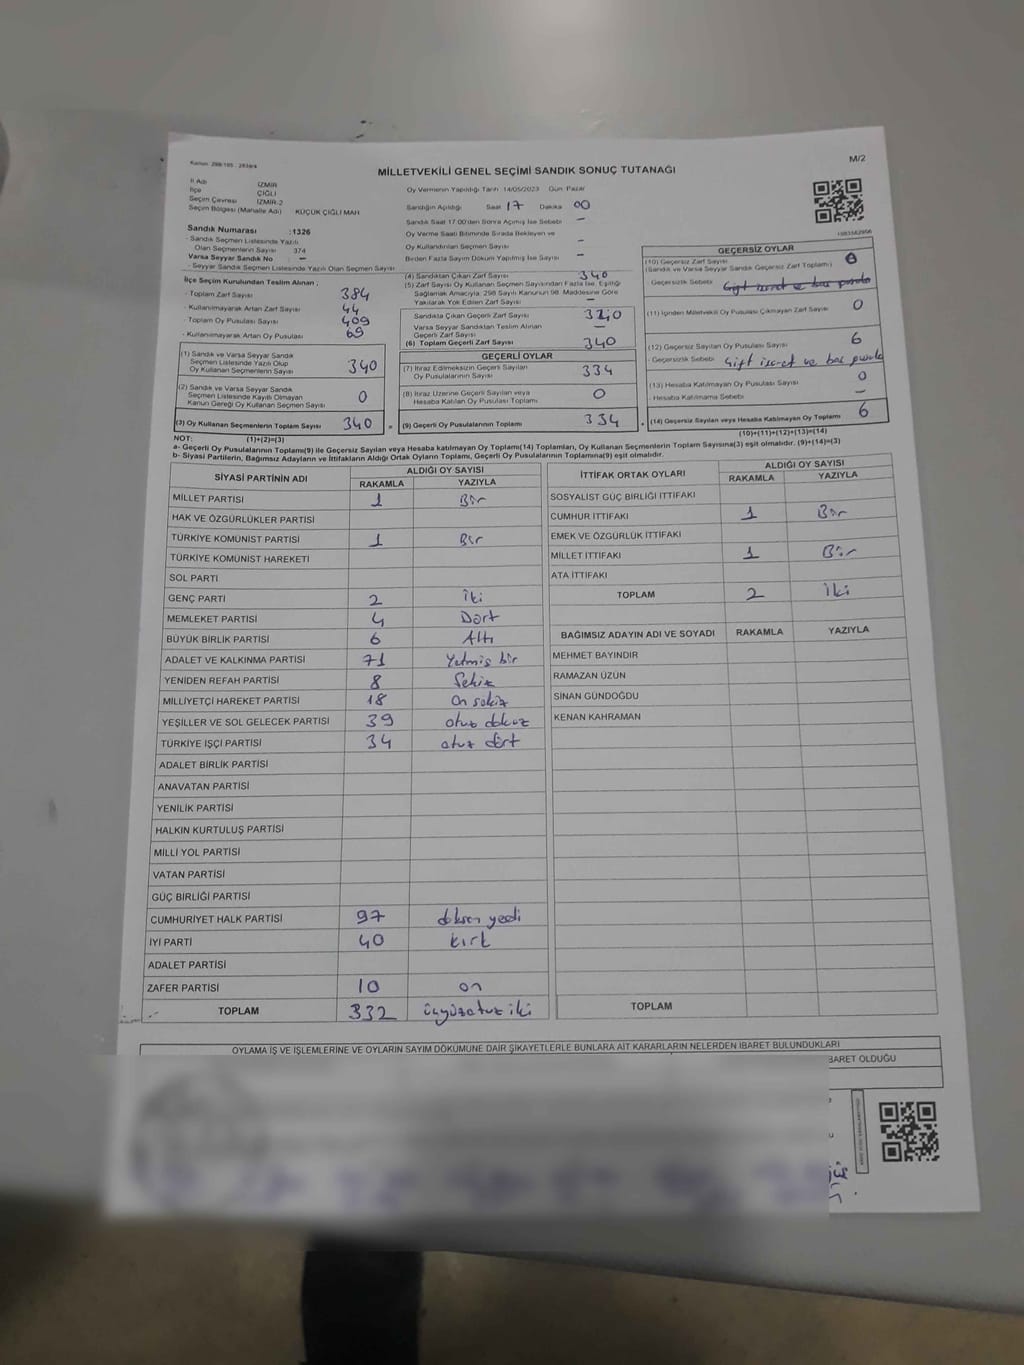 M/2
MİLLETVEKİLİ GENEL SEÇİMİ SANDIK SONUÇ TUTANAĞI
İl Adı İZMİR
İlçe ÇİĞLİ
Seçim Çevresi İZMİR-2
Seçim Bölgesi (Mahalle Adı) KÜÇÜK ÇİĞLİ MAH.
Sandık Numarası :1326
- Sandık Seçmen Listesinde Yazılı
Olan Seçmenlerin Sayısı 374
Varsa Seyyar Sandık No : –
- Seyyar Sandık Seçmen Listesinde Yazılı Olan Seçmen Sayısı
Oy Vermenin Yapıldığı Tarih 14/05/2023 Gün Pazar
Sandığın Açıldığı Saat 17 Dakika 00
Sandık Saat 17.00'den Sonra Açılmış İse Sebebi –
Oy Verme Saati Bitiminde Sırada Bekleyen ve
Oy Kullandırılan Seçmen Sayısı –
Birden Fazla Sayım Döküm Yapılmış İse Sayısı –
İlçe Seçim Kurulundan Teslim Alınan ;
- Toplam Zarf Sayısı 384
- Kullanılmayarak Artan Zarf Sayısı 44
- Toplam Oy Pusulası Sayısı 409
- Kullanılmayarak Artan Oy Pusulası 69
(1) Sandık ve Varsa Seyyar Sandık
Seçmen Listesinde Yazılı Olup
Oy Kullanan Seçmenlerin Sayısı 340
(2) Sandık ve Varsa Seyyar Sandık
Seçmen Listesinde Kayıtlı Olmayan
Kanun Gereği Oy Kullanan Seçmen Sayısı 0
(3) Oy Kullanan Seçmenlerin Toplam Sayısı 340
(4) Sandıktan Çıkan Zarf Sayısı 340
(5) Zarf Sayısı Oy Kullanan Seçmen Sayısından Fazla İse, Eşitliği
Sağlamak Amacıyla, 298 Sayılı Kanunun 98. Maddesine Göre
Yakılarak Yok Edilen Zarf Sayısı –
Sandıkta Çıkan Geçerli Zarf Sayısı 340
Varsa Seyyar Sandıktan Teslim Alınan
Geçerli Zarf Sayısı –
(6) Toplam Geçerli Zarf Sayısı 340
GEÇERLİ OYLAR
(7) İtiraz Edilmeksizin Geçerli Sayılan
Oy Pusulalarının Sayısı 334
(8) İtiraz Üzerine Geçerli Sayılan veya
Hesaba Katılan Oy Pusulası Toplamı 0
(9) Geçerli Oy Pusulalarının Toplamı 334
GEÇERSİZ OYLAR
(10) Geçersiz Zarf Sayısı
(Sandık ve Varsa Seyyar Sandık Geçersiz Zarf Toplamı) 0
Geçersizlik Sebebi Çift isaret ve boş pusula
(11) İçinden Milletvekili Oy Pusulası Çıkmayan Zarf Sayısı 0
(12) Geçersiz Sayılan Oy Pusulası Sayısı 6
- Geçersizlik Sebebi Çift isaret ve boş pusula
(13) Hesaba Katılmayan Oy Pusulası Sayısı 0
- Hesaba Katılmama Sebebi –
(14) Geçersiz Sayılan veya Hesaba Katılmayan Oy Toplamı 6
NOT: (1)+(2)=(3) (10)+(11)+(12)+(13)=(14)
a- Geçerli Oy Pusulalarının Toplamı(9) ile Geçersiz Sayılan veya Hesaba katılmayan Oy Toplamı(14) Toplamları, Oy Kullanan Seçmenlerin Toplam Sayısına(3) eşit olmalıdır. (9)+(14)=(3)
b- Siyasi Partilerin, Bağımsız Adayların ve İttifakların Aldığı Oyların Toplamı, Geçerli Oy Pusulalarının Toplamına(9) eşit olmalıdır.
SİYASİ PARTİNİN ADI ALDIĞI OY SAYISI
RAKAMLA YAZIYLA
MİLLET PARTİSİ 1 Bir
HAK VE ÖZGÜRLÜKLER PARTİSİ
TÜRKİYE KOMÜNİST PARTİSİ 1 Bir
TÜRKİYE KOMÜNİST HAREKETİ
SOL PARTİ
GENÇ PARTİ 2 İki
MEMLEKET PARTİSİ 4 Dört
BÜYÜK BİRLİK PARTİSİ 6 Altı
ADALET VE KALKINMA PARTİSİ 71 Yetmiş bir
YENİDEN REFAH PARTİSİ 8 Sekiz
MİLLİYETÇİ HAREKET PARTİSİ 18 on sekiz
YEŞİLLER VE SOL GELECEK PARTİSİ 39 otuz dokuz
TÜRKİYE İŞÇİ PARTİSİ 34 otuz dört
ADALET BİRLİK PARTİSİ
ANAVATAN PARTİSİ
YENİLİK PARTİSİ
HALKIN KURTULUŞ PARTİSİ
MİLLİ YOL PARTİSİ
VATAN PARTİSİ
GÜÇ BİRLİĞİ PARTİSİ
CUMHURİYET HALK PARTİSİ 97 doksan yedi
İYİ PARTİ 40 kırk
ADALET PARTİSİ
ZAFER PARTİSİ 10 on
TOPLAM 332 üçyüzotuz iki
İTTİFAK ORTAK OYLARI ALDIĞI OY SAYISI
RAKAMLA YAZIYLA
SOSYALİST GÜÇ BİRLİĞİ İTTİFAKI
CUMHUR İTTİFAKI 1 Bir
EMEK VE ÖZGÜRLÜK İTTİFAKI
MİLLET İTTİFAKI 1 Bir
ATA İTTİFAKI
TOPLAM 2 İki
BAĞIMSIZ ADAYIN ADI VE SOYADI RAKAMLA YAZIYLA
MEHMET BAYINDIR
RAMAZAN ÜZÜN
SİNAN GÜNDOĞDU
KENAN KAHRAMAN
TOPLAM
OYLAMA İŞ VE İŞLEMLERİNE VE OYLARIN SAYIM DÖKÜMÜNE DAİR ŞİKAYETLERLE BUNLARA AİT KARARLARIN NELERDEN İBARET BULUNDUKLARI
BARET OLDUĞU